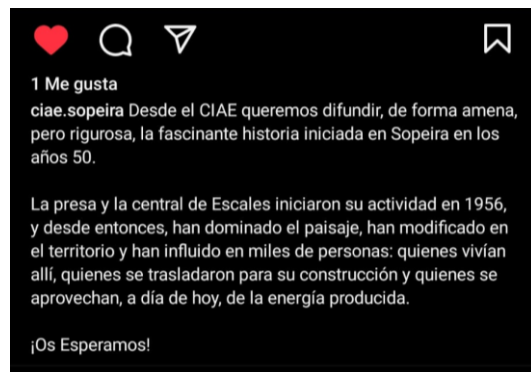 1 Me gusta
ciae.sopeira Desde el CIAE queremos difundir, de forma amena,
pero rigurosa, la fascinante historia iniciada en Sopeira en los
años 50.
La presa y la central de Escales iniciaron su actividad en 1956,
y desde entonces, han dominado el paisaje, han modificado en
el territorio y han influido en miles de personas: quienes vivían
allí, quienes se trasladaron para su construcción y quienes se
aprovechan, a día de hoy, de la energía producida.
¡Os Esperamos!